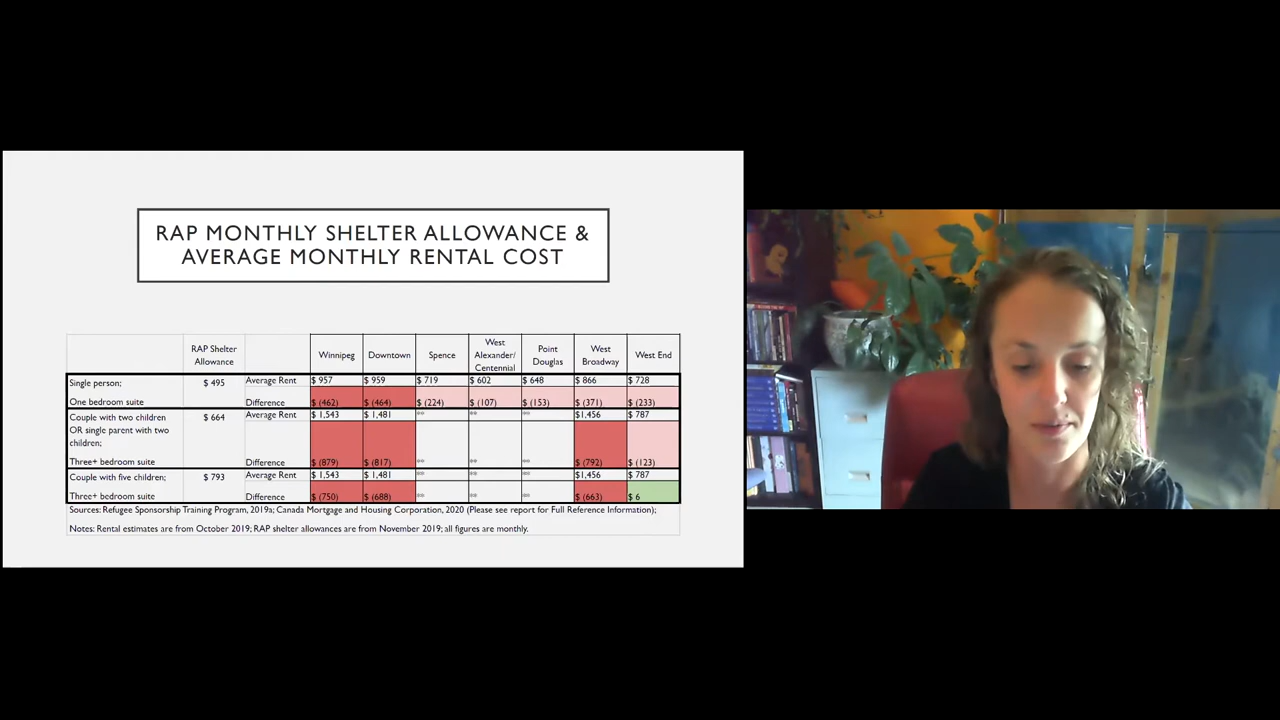 RAP MONTHLY SHELTER ALLOWANCE &
AVERAGE MONTHLY RENTAL COST
RAP Shelter Allowance Winnipeg Downtown Spence West Alexander/ Centennial Point Douglas West Broadway West End
Single person; $ 495 Average Rent $ 957 $ 959 $ 719 $ 602 $ 648 $ 866 $ 728
One bedroom suite Difference $ (462) $ (464) $ (224) $ (107) $ (153) $ (371) $ (233)
Couple with two children $ 664 Average Rent $ 1,543 $ 1,481 ** ** ** $1,456 $ 787
OR single parent with two
children;
Three+ bedroom suite Difference $ (879) $ (817) ** ** ** $ (792) $ (123)
Couple with five children; $ 793 Average Rent $ 1,543 $ 1,481 ** ** ** $1,456 $ 787
Three+ bedroom suite Difference $ (750) $ (688) ** ** ** $ (663) $ 6
Sources: Refugee Sponsorship Training Program, 2019a; Canada Mortgage and Housing Corporation, 2020 (Please see report for Full Reference Information);
Notes: Rental estimates are from October 2019; RAP shelter allowances are from November 2019; all figures are monthly.